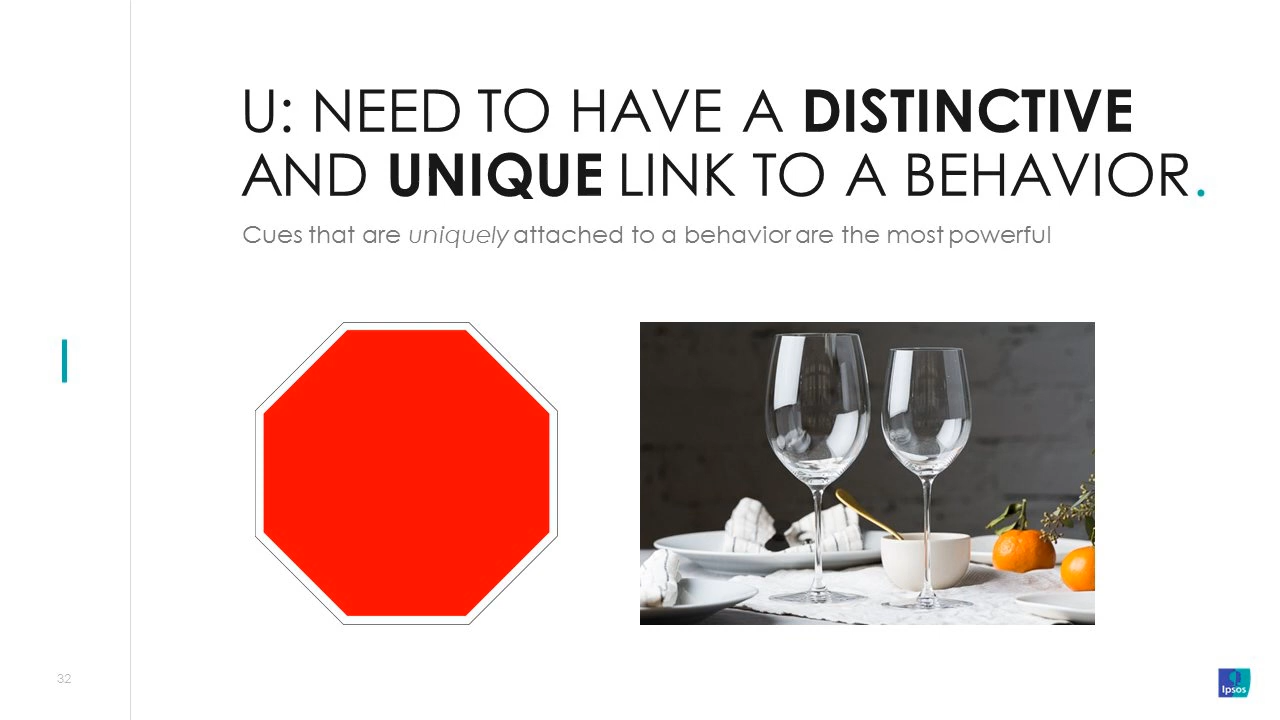 U: NEED TO HAVE A DISTINCTIVE
AND UNIQUE LINK TO A BEHAVIOR.
Cues that are uniquely attached to a behavior are the most powerful
32
Ipsos